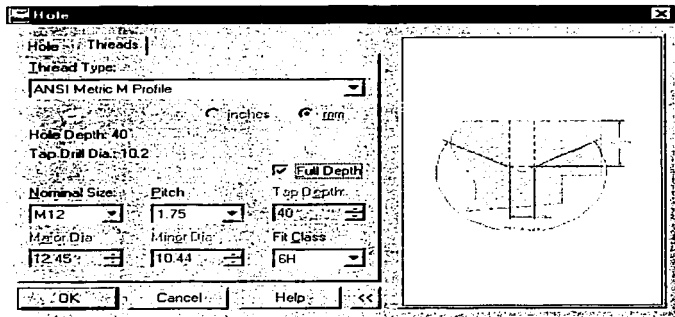 Hole
Hole Threads
Thread Type:
ANSI Metric M Profile
inches mm
Hole Depth: 40
Tap Drill Dia.: 10.2
Full Depth
Nominal Size: Pitch Tap Depth:
M12 1.75 40
Major Dia Minor Dia Fit Class
12.45 10.44 6H
OK Cancel Help <<